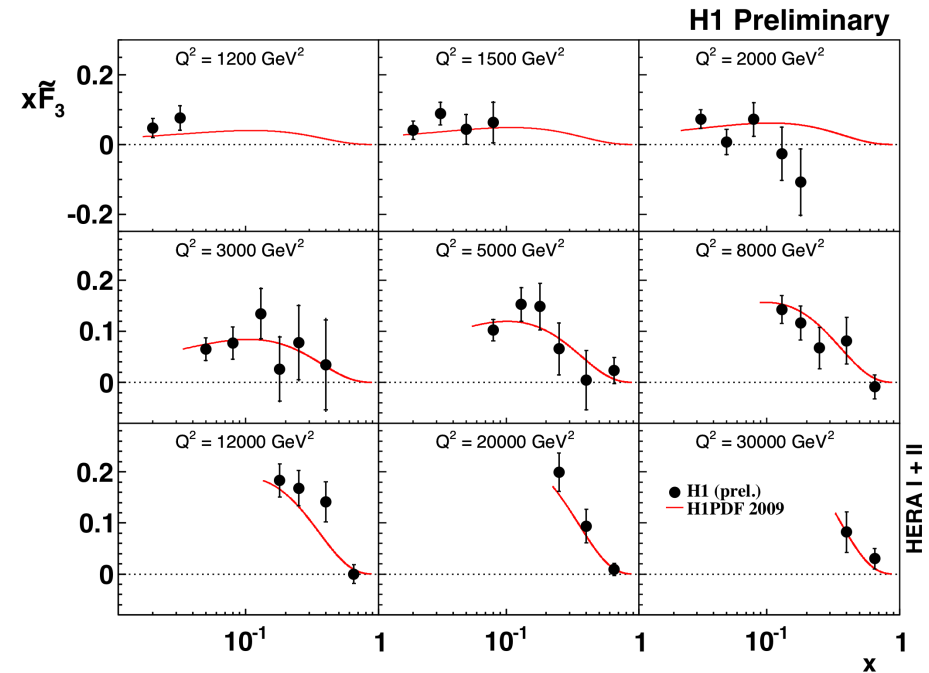 H1 Preliminary
xF̃₃
Q² = 1200 GeV²
Q² = 1500 GeV²
Q² = 2000 GeV²
0.2
0
-0.2
Q² = 3000 GeV²
Q² = 5000 GeV²
Q² = 8000 GeV²
0.2
0.1
0
Q² = 12000 GeV²
Q² = 20000 GeV²
Q² = 30000 GeV²
0.2
0.1
0
H1 (prel.)
H1PDF 2009
HERA I + II
10⁻¹ 1 10⁻¹ 1 10⁻¹ 1
x